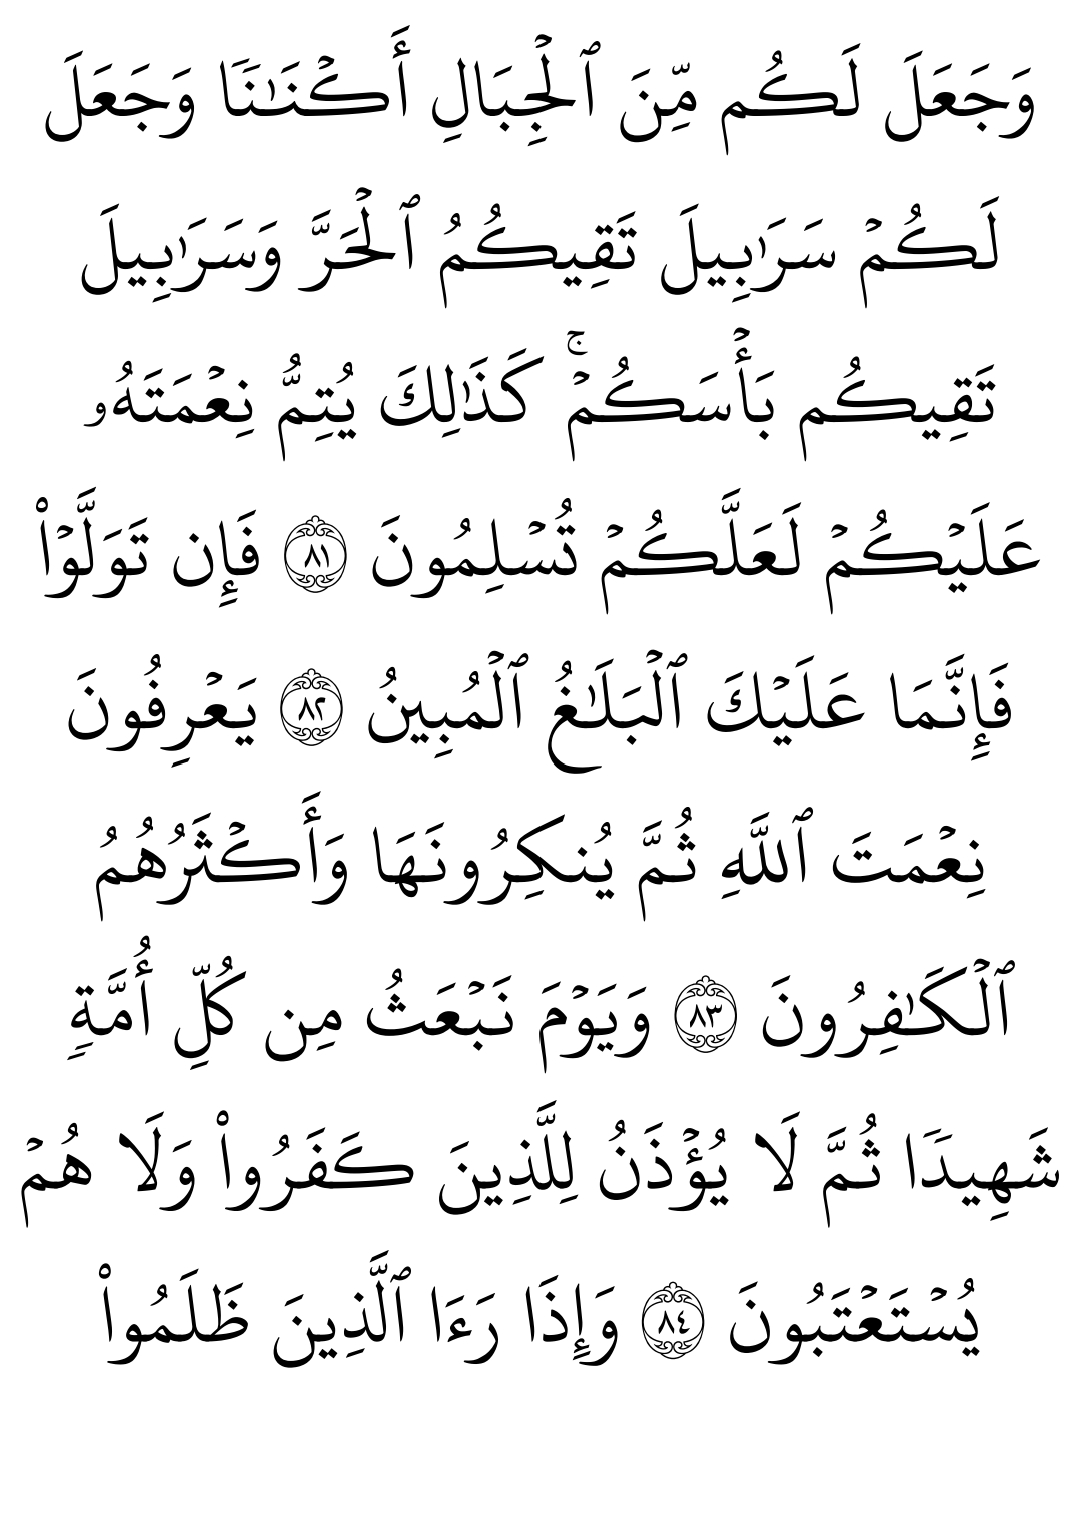 وَجَعَلَ لَكُم مِّنَ ٱلْجِبَالِ أَكْنَـٰنًا وَجَعَلَ
لَكُمْ سَرَٰبِيلَ تَقِيكُمُ ٱلْحَرَّ وَسَرَٰبِيلَ
تَقِيكُم بَأْسَكُمْ ۚ كَذَٰلِكَ يُتِمُّ نِعْمَتَهُۥ
عَلَيْكُمْ لَعَلَّكُمْ تُسْلِمُونَ ٨١ فَإِن تَوَلَّوْا۟
فَإِنَّمَا عَلَيْكَ ٱلْبَلَـٰغُ ٱلْمُبِينُ ٨٢ يَعْرِفُونَ
نِعْمَتَ ٱللَّهِ ثُمَّ يُنكِرُونَهَا وَأَكْثَرُهُمُ
ٱلْكَـٰفِرُونَ ٨٣ وَيَوْمَ نَبْعَثُ مِن كُلِّ أُمَّةٍ
شَهِيدًا ثُمَّ لَا يُؤْذَنُ لِلَّذِينَ كَفَرُوا۟ وَلَا هُمْ
يُسْتَعْتَبُونَ ٨٤ وَإِذَا رَءَا ٱلَّذِينَ ظَلَمُوا۟